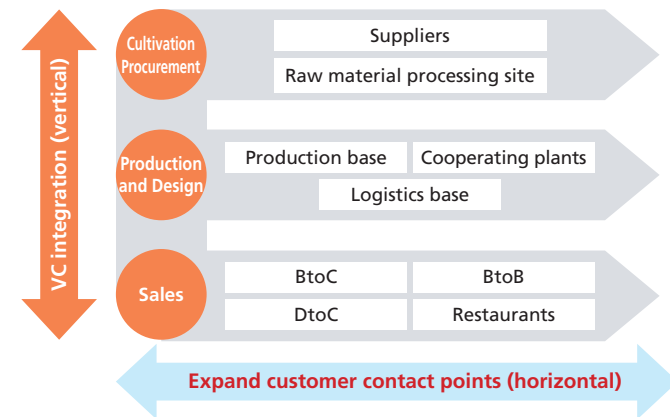 VC integration (vertical)
Cultivation
Procurement
Suppliers
Raw material processing site
Production
and Design
Production base
Cooperating plants
Logistics base
Sales
BtoC
BtoB
DtoC
Restaurants
Expand customer contact points (horizontal)